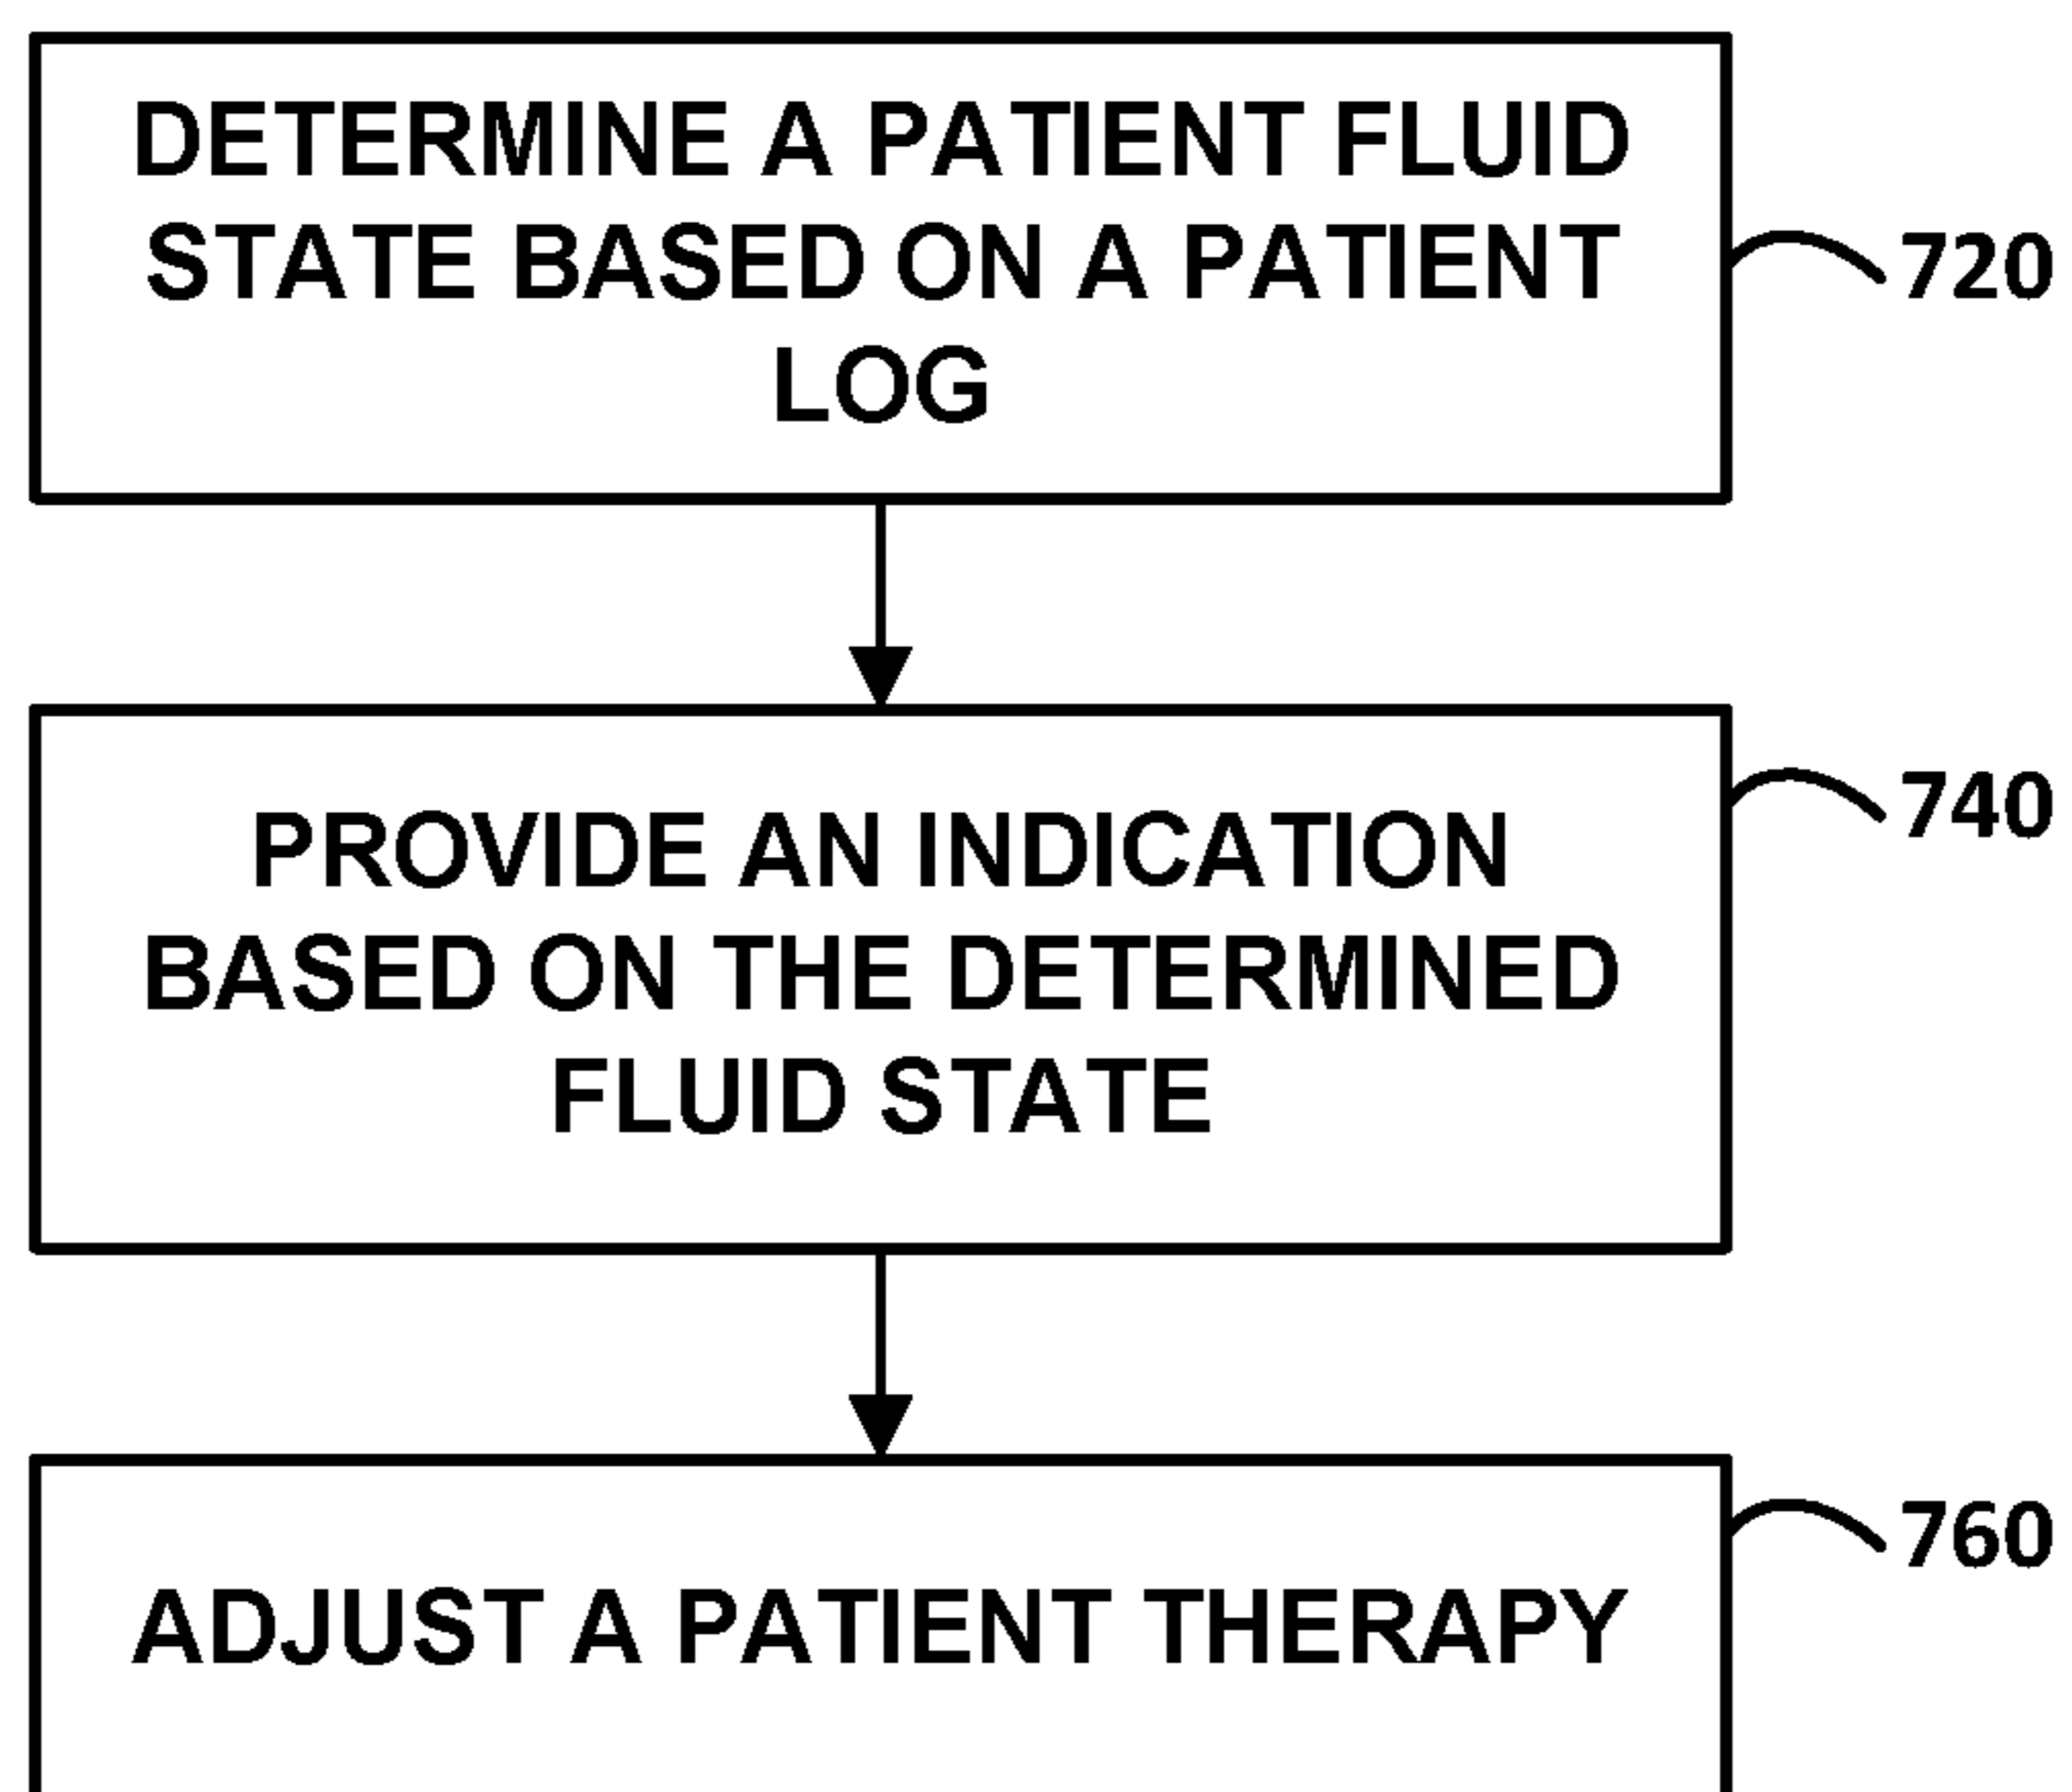 DETERMINE A PATIENT FLUID
STATE BASED ON A PATIENT
LOG
720
PROVIDE AN INDICATION
BASED ON THE DETERMINED
FLUID STATE
740
ADJUST A PATIENT THERAPY
760